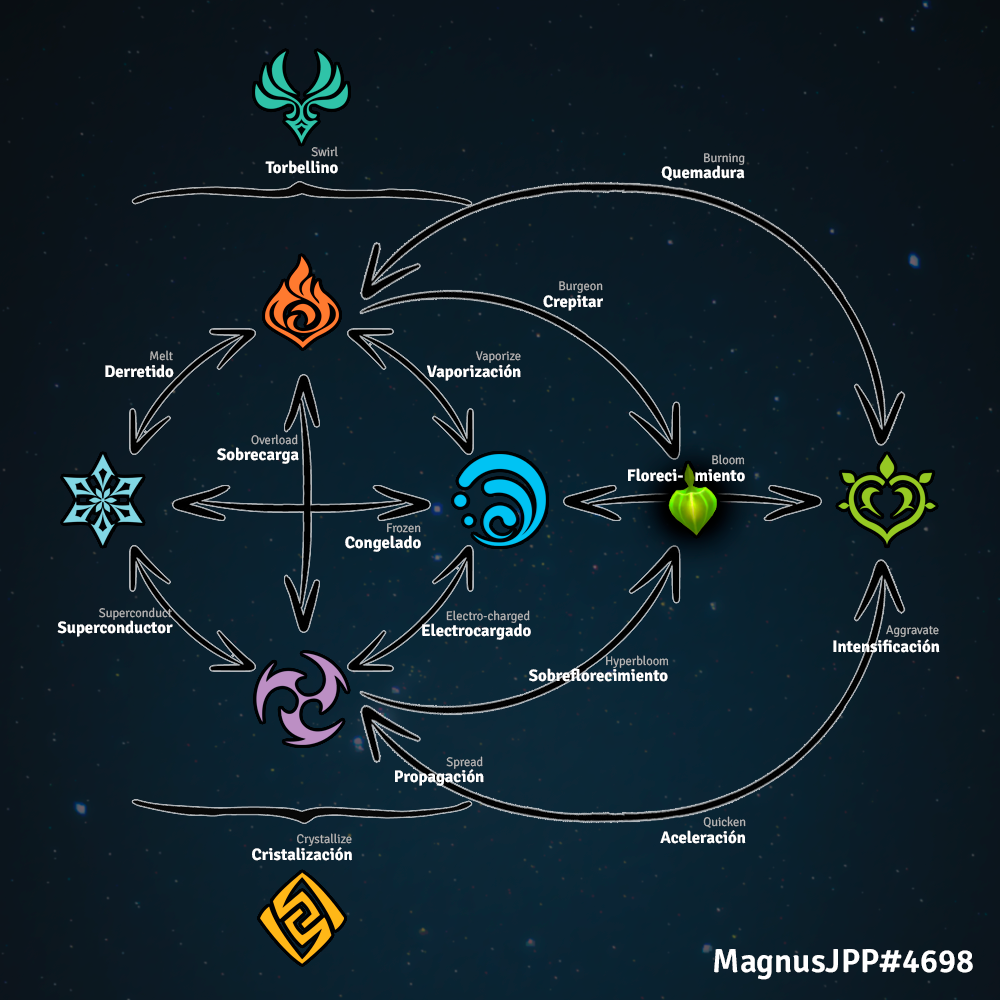 Swirl
Torbellino
Burning
Quemadura
Burgeon
Crepitar
Melt
Derretido
Vaporize
Vaporización
Overload
Sobrecarga
Bloom
Floreci-miento
Frozen
Congelado
Superconduct
Superconductor
Electro-charged
Electrocargado
Aggravate
Intensificación
Hyperbloom
Sobreflorecimiento
Spread
Propagación
Quicken
Aceleración
Crystallize
Cristalización
MagnusJPP#4698